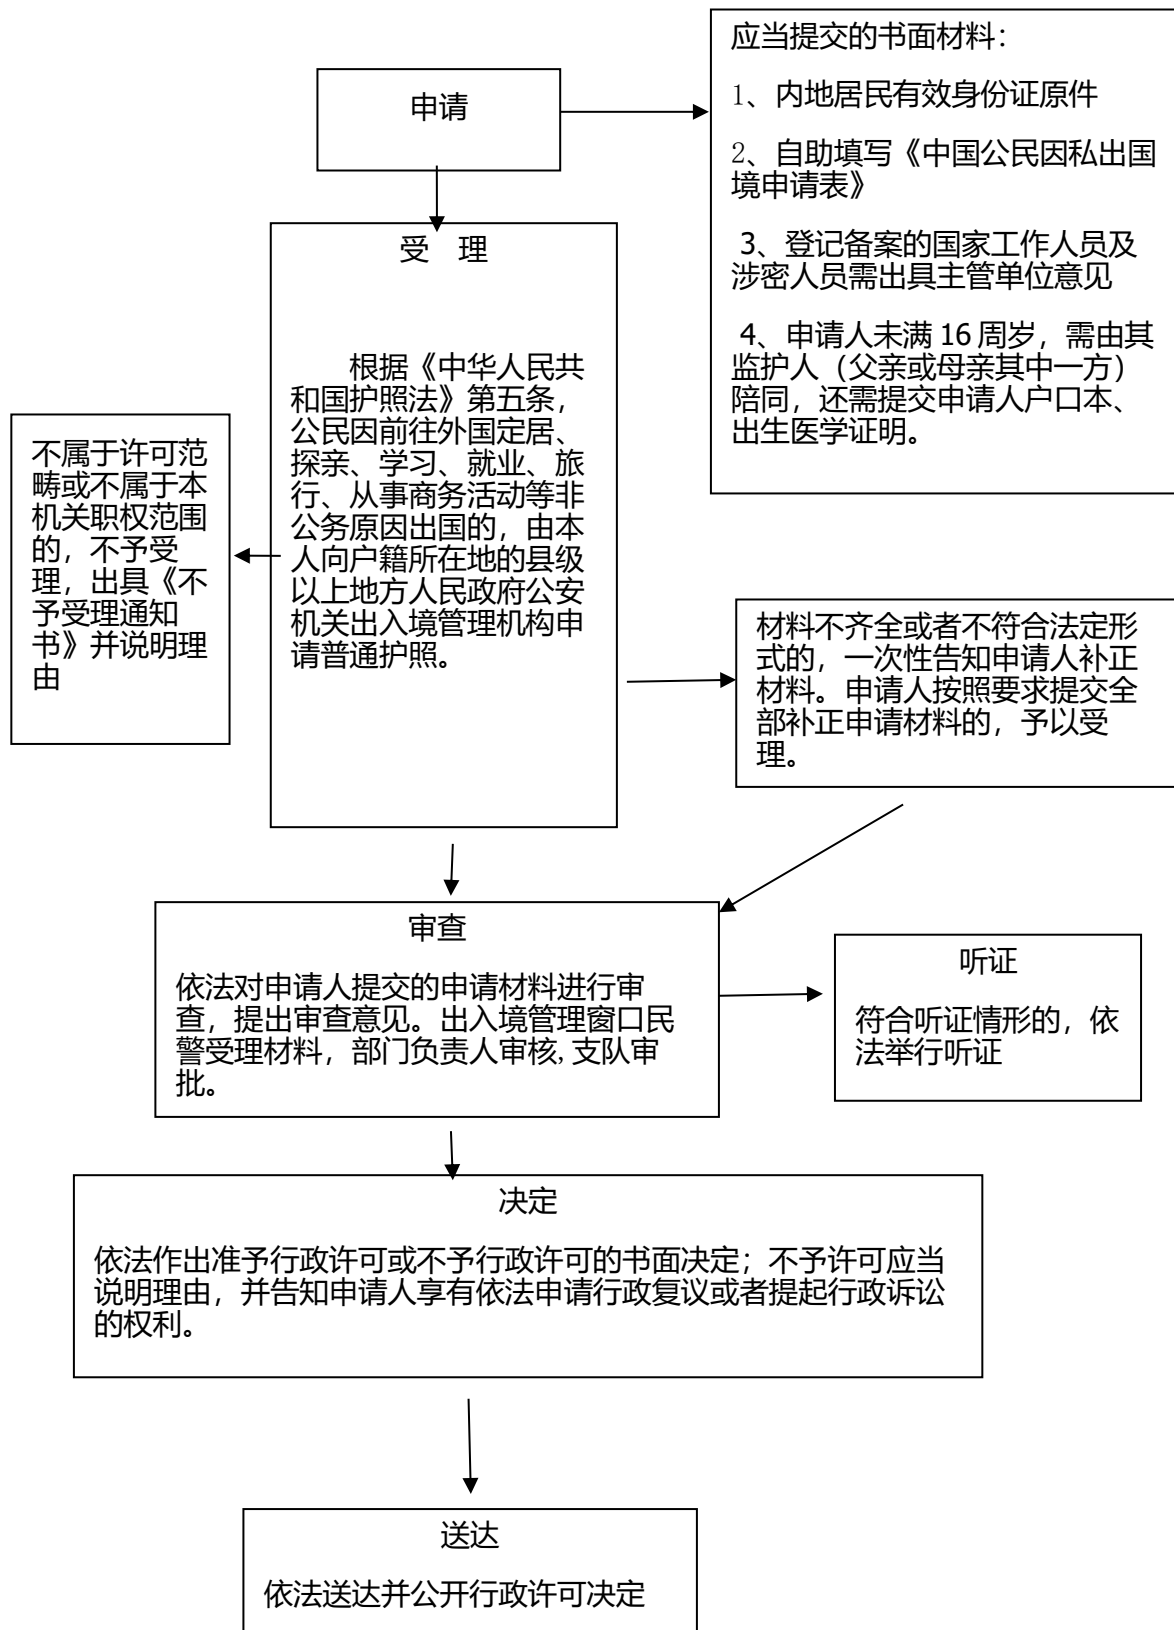 申请
应当提交的书面材料：
1、内地居民有效身份证原件
2、自助填写《中国公民因私出国
境申请表》
3、登记备案的国家工作人员及
涉密人员需出具主管单位意见
4、申请人未满 16 周岁，需由其
监护人（父亲或母亲其中一方）
陪同，还需提交申请人户口本、
出生医学证明。
受 理
根据《中华人民共
和国护照法》第五条，
公民因前往外国定居、
探亲、学习、就业、旅
行、从事商务活动等非
公务原因出国的，由本
人向户籍所在地的县级
以上地方人民政府公安
机关出入境管理机构申
请普通护照。
不属于许可范
畴或不属于本
机关职权范围
的，不予受
理，出具《不
予受理通知
书》并说明理
由
材料不齐全或者不符合法定形
式的，一次性告知申请人补正
材料。申请人按照要求提交全
部补正申请材料的，予以受
理。
审查
依法对申请人提交的申请材料进行审
查，提出审查意见。出入境管理窗口民
警受理材料，部门负责人审核,支队审
批。
听证
符合听证情形的，依
法举行听证
决定
依法作出准予行政许可或不予行政许可的书面决定；不予许可应当
说明理由，并告知申请人享有依法申请行政复议或者提起行政诉讼
的权利。
送达
依法送达并公开行政许可决定